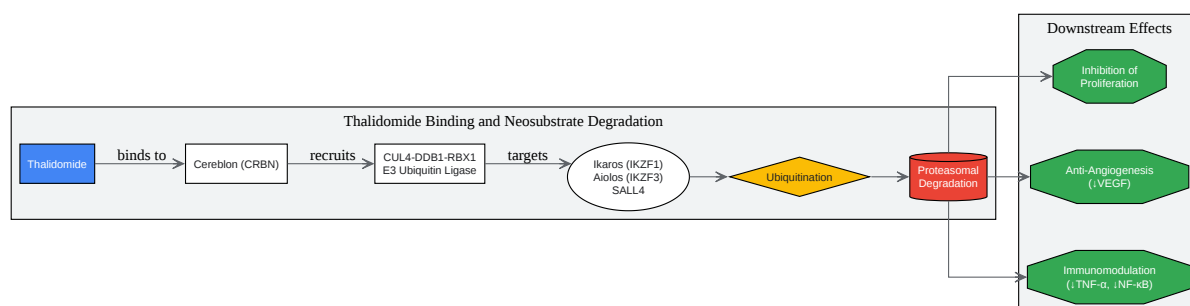 Downstream Effects
Inhibition of
Proliferation
Thalidomide Binding and Neosubstrate Degradation
Thalidomide
binds to
Cereblon (CRBN)
recruits
CUL4-DDB1-RBX1
E3 Ubiquitin Ligase
targets
Ikaros (IKZF1)
Aiolos (IKZF3)
SALL4
Ubiquitination
Proteasomal
Degradation
Anti-Angiogenesis
(↓VEGF)
Immunomodulation
(↓TNF-α, ↓NF-κB)